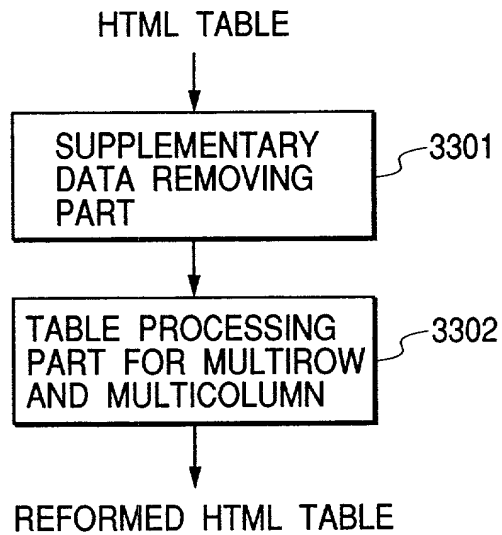 HTML TABLE
SUPPLEMENTARY
DATA REMOVING
PART
3301
TABLE PROCESSING
PART FOR MULTIROW
AND MULTICOLUMN
3302
REFORMED HTML TABLE